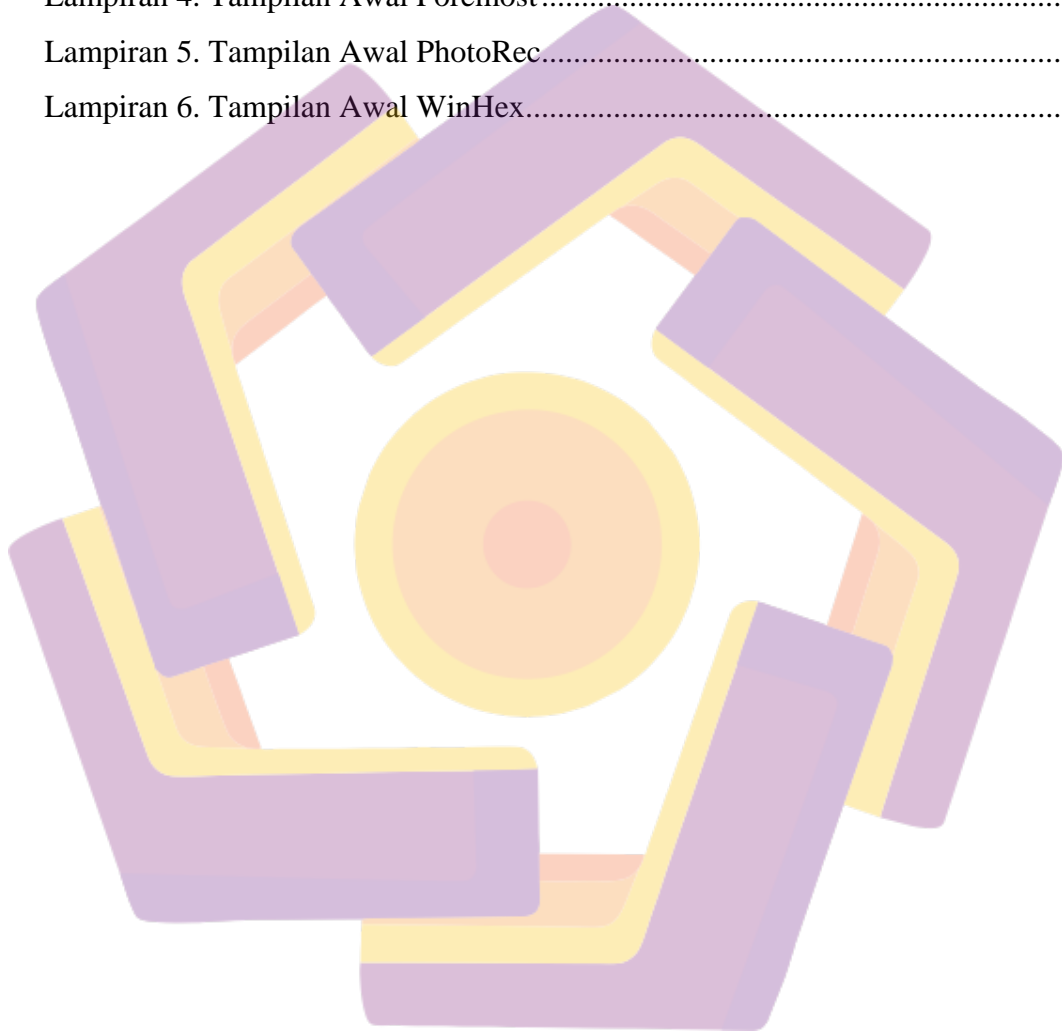 Lampiran 4. Tampilan Awal Foremost............................................................
Lampiran 5. Tampilan Awal PhotoRec............................................................
Lampiran 6. Tampilan Awal WinHex..............................................................